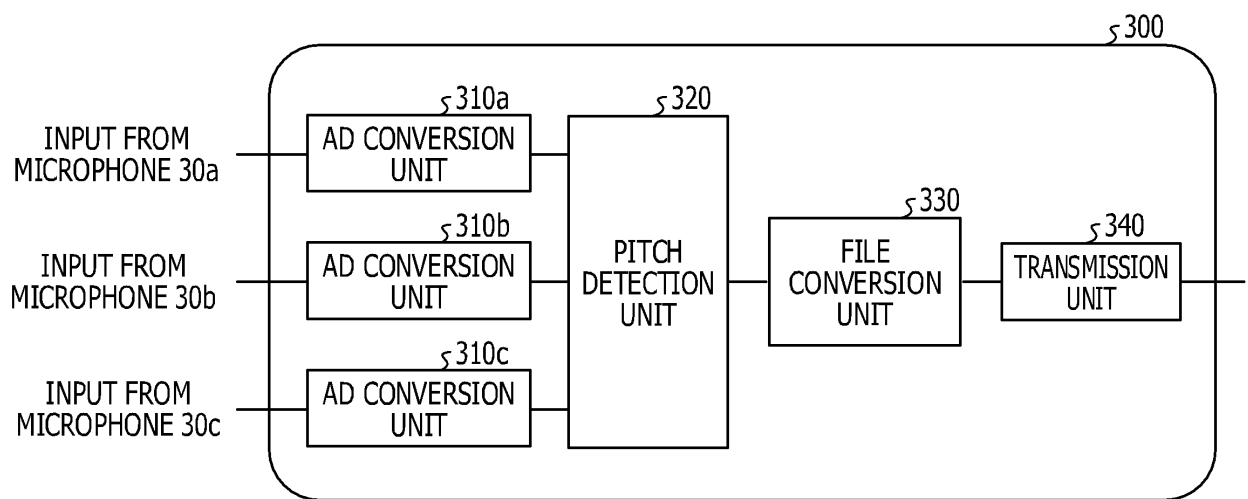 300
310a
320
INPUT FROM
MICROPHONE 30a
AD CONVERSION
UNIT
310b
330
340
INPUT FROM
MICROPHONE 30b
AD CONVERSION
UNIT
PITCH
DETECTION
UNIT
FILE
CONVERSION
UNIT
TRANSMISSION
UNIT
310c
INPUT FROM
MICROPHONE 30c
AD CONVERSION
UNIT